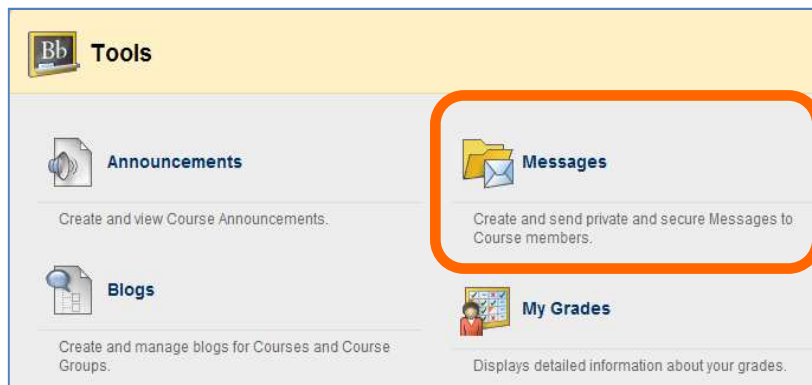 Bb Tools
Announcements
Create and view Course Announcements.
Blogs
Create and manage blogs for Courses and Course
Groups.
Messages
Create and send private and secure Messages to
Course members.
My Grades
Displays detailed information about your grades.